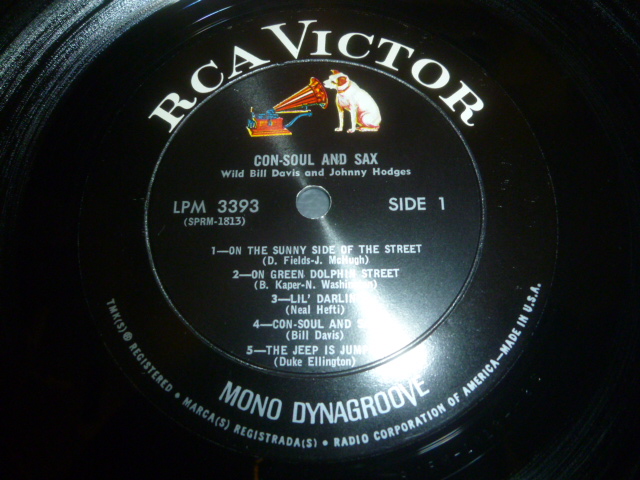 RCA VICTOR
CON-SOUL AND SAX
Wild Bill Davis and Johnny Hodges
LPM 3393
(SPRM-1813)
SIDE 1
1—ON THE SUNNY SIDE OF THE STREET
(D. Fields-J. McHugh)
2—ON GREEN DOLPHIN STREET
(B. Kaper-N. Washington)
3—LIL' DARLIN
(Neal Hefti)
4—CON-SOUL AND
(Bill Davis)
5—THE JEEP IS
(Duke Ellington)
MONO DYNAGROOVE
TMK(S) ® REGISTERED • MARCA(S) REGISTRADA(S) • RADIO CORPORATION OF AMERICA—MADE IN U.S.A.